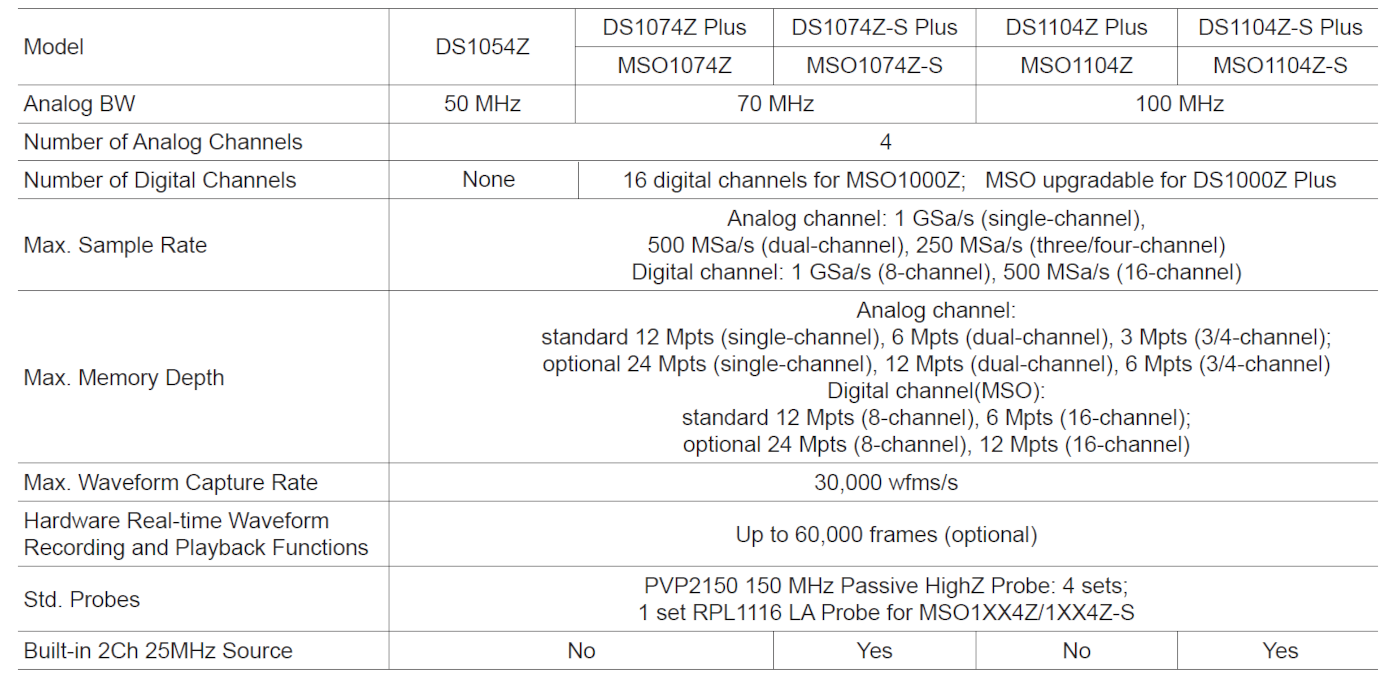 Model
DS1054Z
DS1074Z Plus
DS1074Z-S Plus
DS1104Z Plus
DS1104Z-S Plus
MSO1074Z
MSO1074Z-S
MSO1104Z
MSO1104Z-S
Analog BW
50 MHz
70 MHz
100 MHz
Number of Analog Channels
4
Number of Digital Channels
None
16 digital channels for MSO1000Z; MSO upgradable for DS1000Z Plus
Max. Sample Rate
Analog channel: 1 GSa/s (single-channel),
500 MSa/s (dual-channel), 250 MSa/s (three/four-channel)
Digital channel: 1 GSa/s (8-channel), 500 MSa/s (16-channel)
Max. Memory Depth
Analog channel:
standard 12 Mpts (single-channel), 6 Mpts (dual-channel), 3 Mpts (3/4-channel);
optional 24 Mpts (single-channel), 12 Mpts (dual-channel), 6 Mpts (3/4-channel)
Digital channel(MSO):
standard 12 Mpts (8-channel), 6 Mpts (16-channel);
optional 24 Mpts (8-channel), 12 Mpts (16-channel)
Max. Waveform Capture Rate
30,000 wfms/s
Hardware Real-time Waveform
Recording and Playback Functions
Up to 60,000 frames (optional)
Std. Probes
PVP2150 150 MHz Passive HighZ Probe: 4 sets;
1 set RPL1116 LA Probe for MSO1XX4Z/1XX4Z-S
Built-in 2Ch 25MHz Source
No
Yes
No
Yes